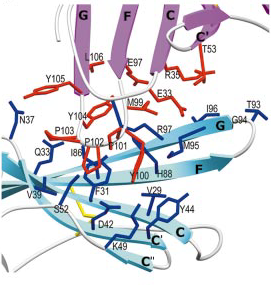 G F C
C'
T53
L106
E97
R35
Y105
E33
M99
N37
Y104
I96
T93
R97
G
G94
P103
E101
P102
M95
Q33
I86
F
Y100
H88
V39
F31
V29
S52
Y44
D42
C
C'
K49
C"